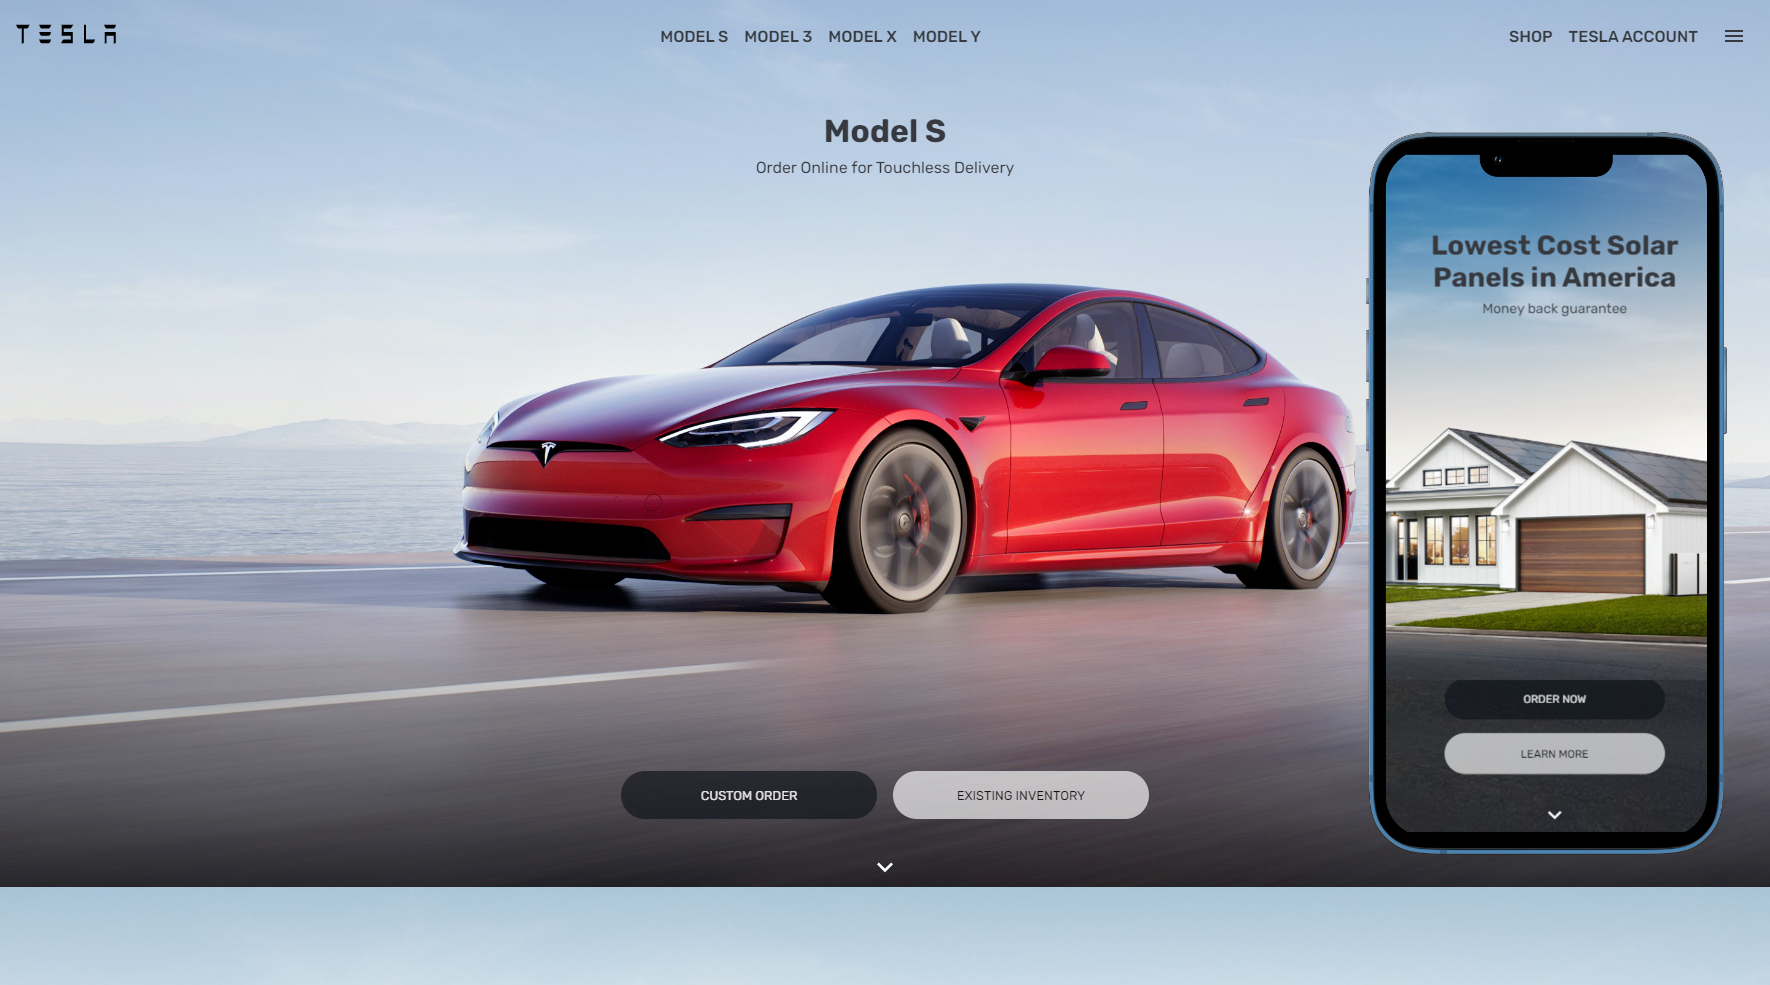 TESLA
MODEL S MODEL 3 MODEL X MODEL Y
SHOP TESLA ACCOUNT
Model S
Order Online for Touchless Delivery
CUSTOM ORDER
EXISTING INVENTORY
Lowest Cost Solar
Panels in America
Money back guarantee
ORDER NOW
LEARN MORE